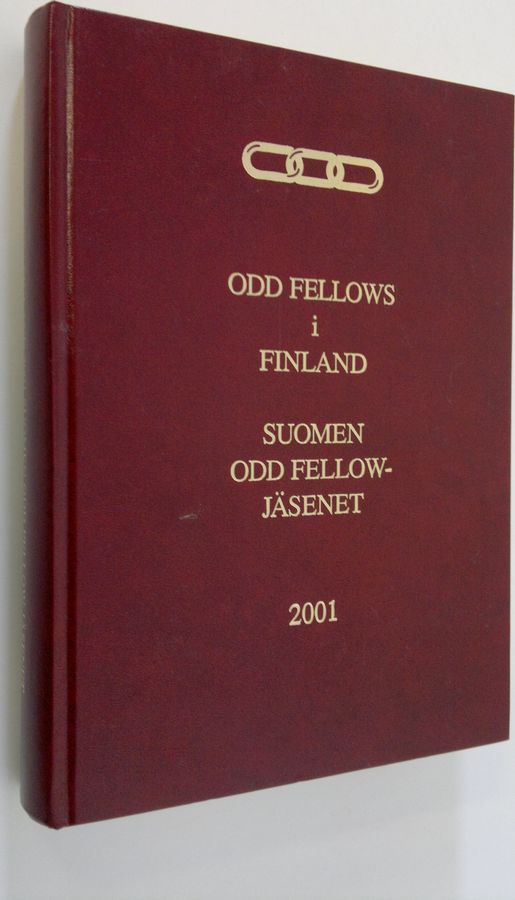 ODD FELLOWS
i
FINLAND
SUOMEN
ODD FELLOW-
JÄSENET
2001